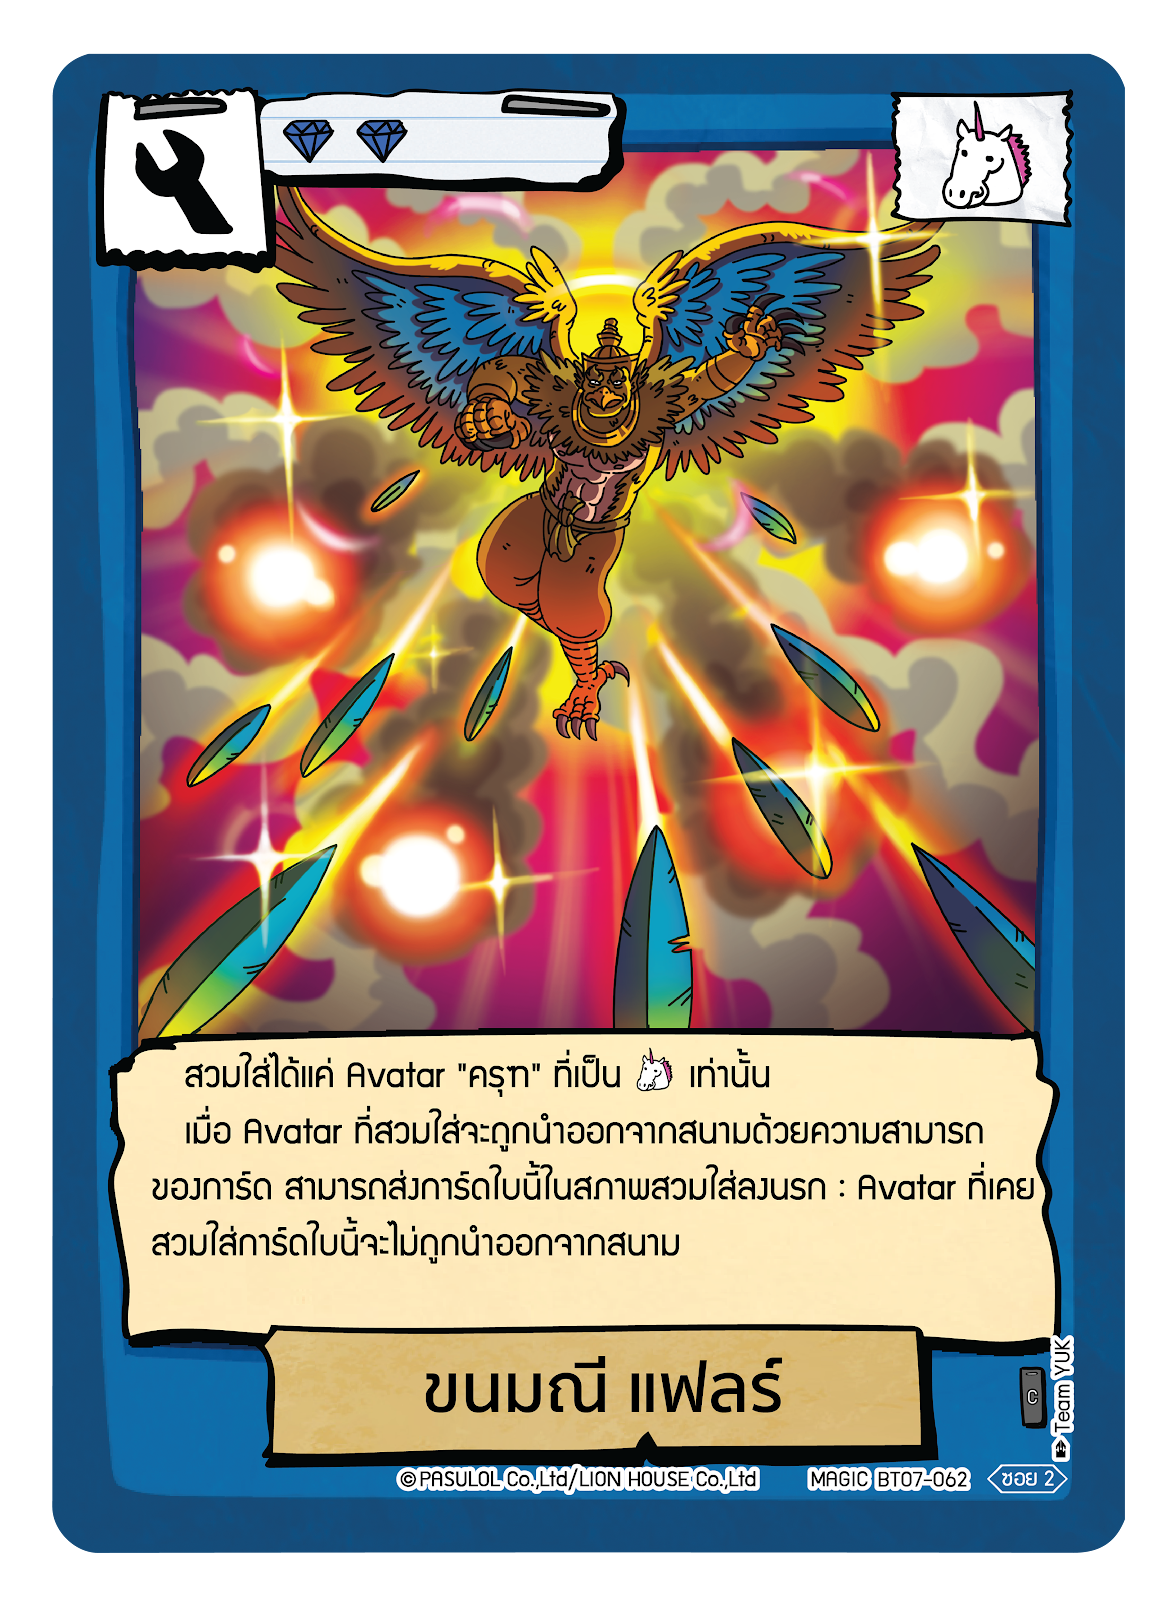 สวมใส่ได้แค่ Avatar "ครุฑ" ที่เป็น เท่านั้น
เมื่อ Avatar ที่สวมใส่จะถูกนำออกจากสนามด้วยความสามารถ
ของการ์ด สามารถส่งการ์ดใบนี้ในสภาพสวมใส่ลงนรก : Avatar ที่เคย
สวมใส่การ์ดใบนี้จะไม่ถูกนำออกจากสนาม
ขนมณี แฟลร์
C
Team YUK
©PASULOL Co.,Ltd/LION HOUSE Co.,Ltd MAGIC BT07-062 ซอย 2